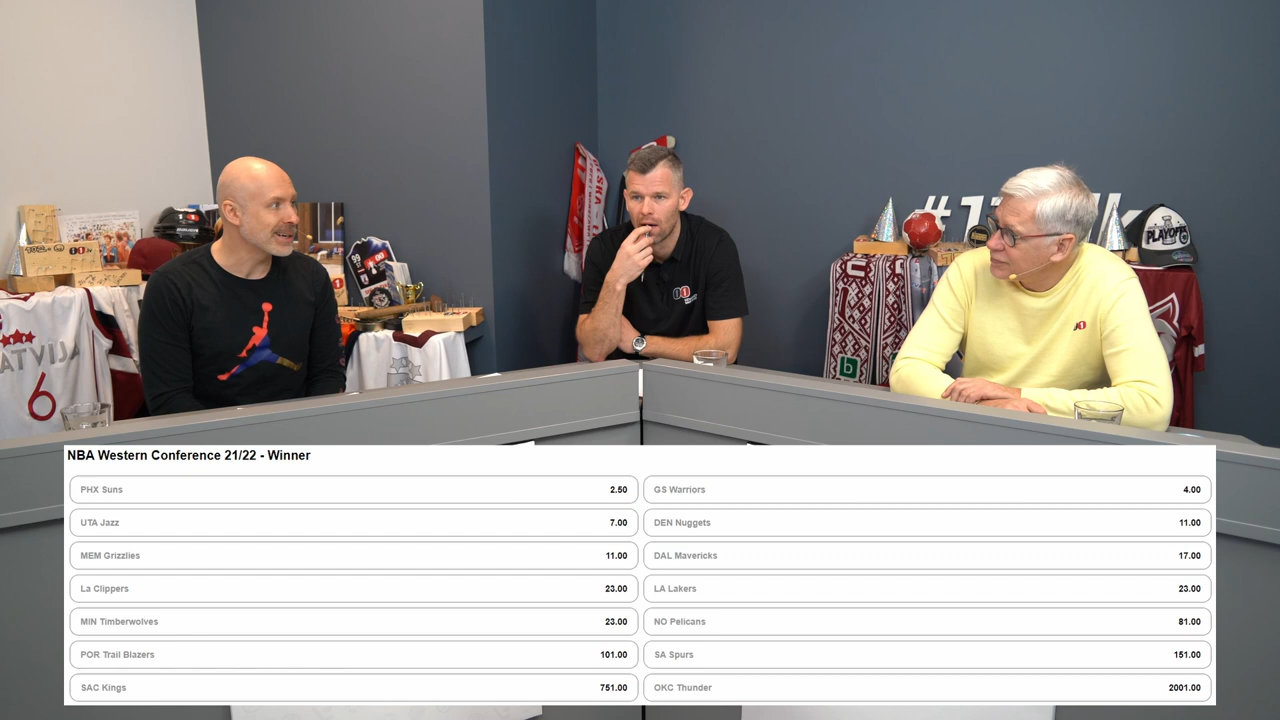 #17
PLAYOFFS
LATVIJA
6
b
NBA Western Conference 21/22 - Winner
PHX Suns 2.50
GS Warriors 4.00
UTA Jazz 7.00
DEN Nuggets 11.00
MEM Grizzlies 11.00
DAL Mavericks 17.00
La Clippers 23.00
LA Lakers 23.00
MIN Timberwolves 23.00
NO Pelicans 81.00
POR Trail Blazers 101.00
SA Spurs 151.00
SAC Kings 751.00
OKC Thunder 2001.00